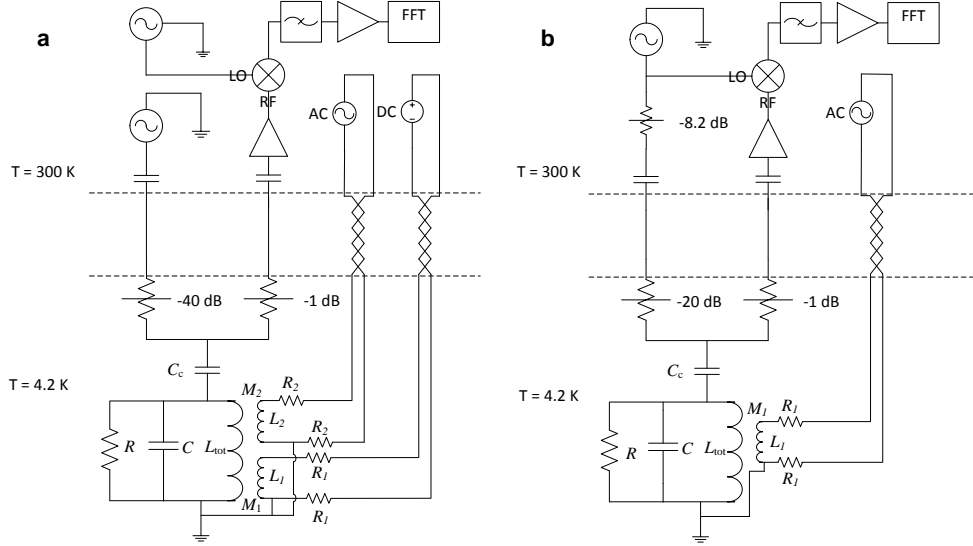 a
FFT
LO
RF
AC
DC
+
−
T = 300 K
-40 dB
-1 dB
Cc
T = 4.2 K
M2
R2
L2
R2
R
C
Ltot
R1
L1
M1
R1
b
FFT
LO
RF
-8.2 dB
AC
T = 300 K
-20 dB
-1 dB
Cc
T = 4.2 K
M1
R1
L1
R
C
Ltot
R1